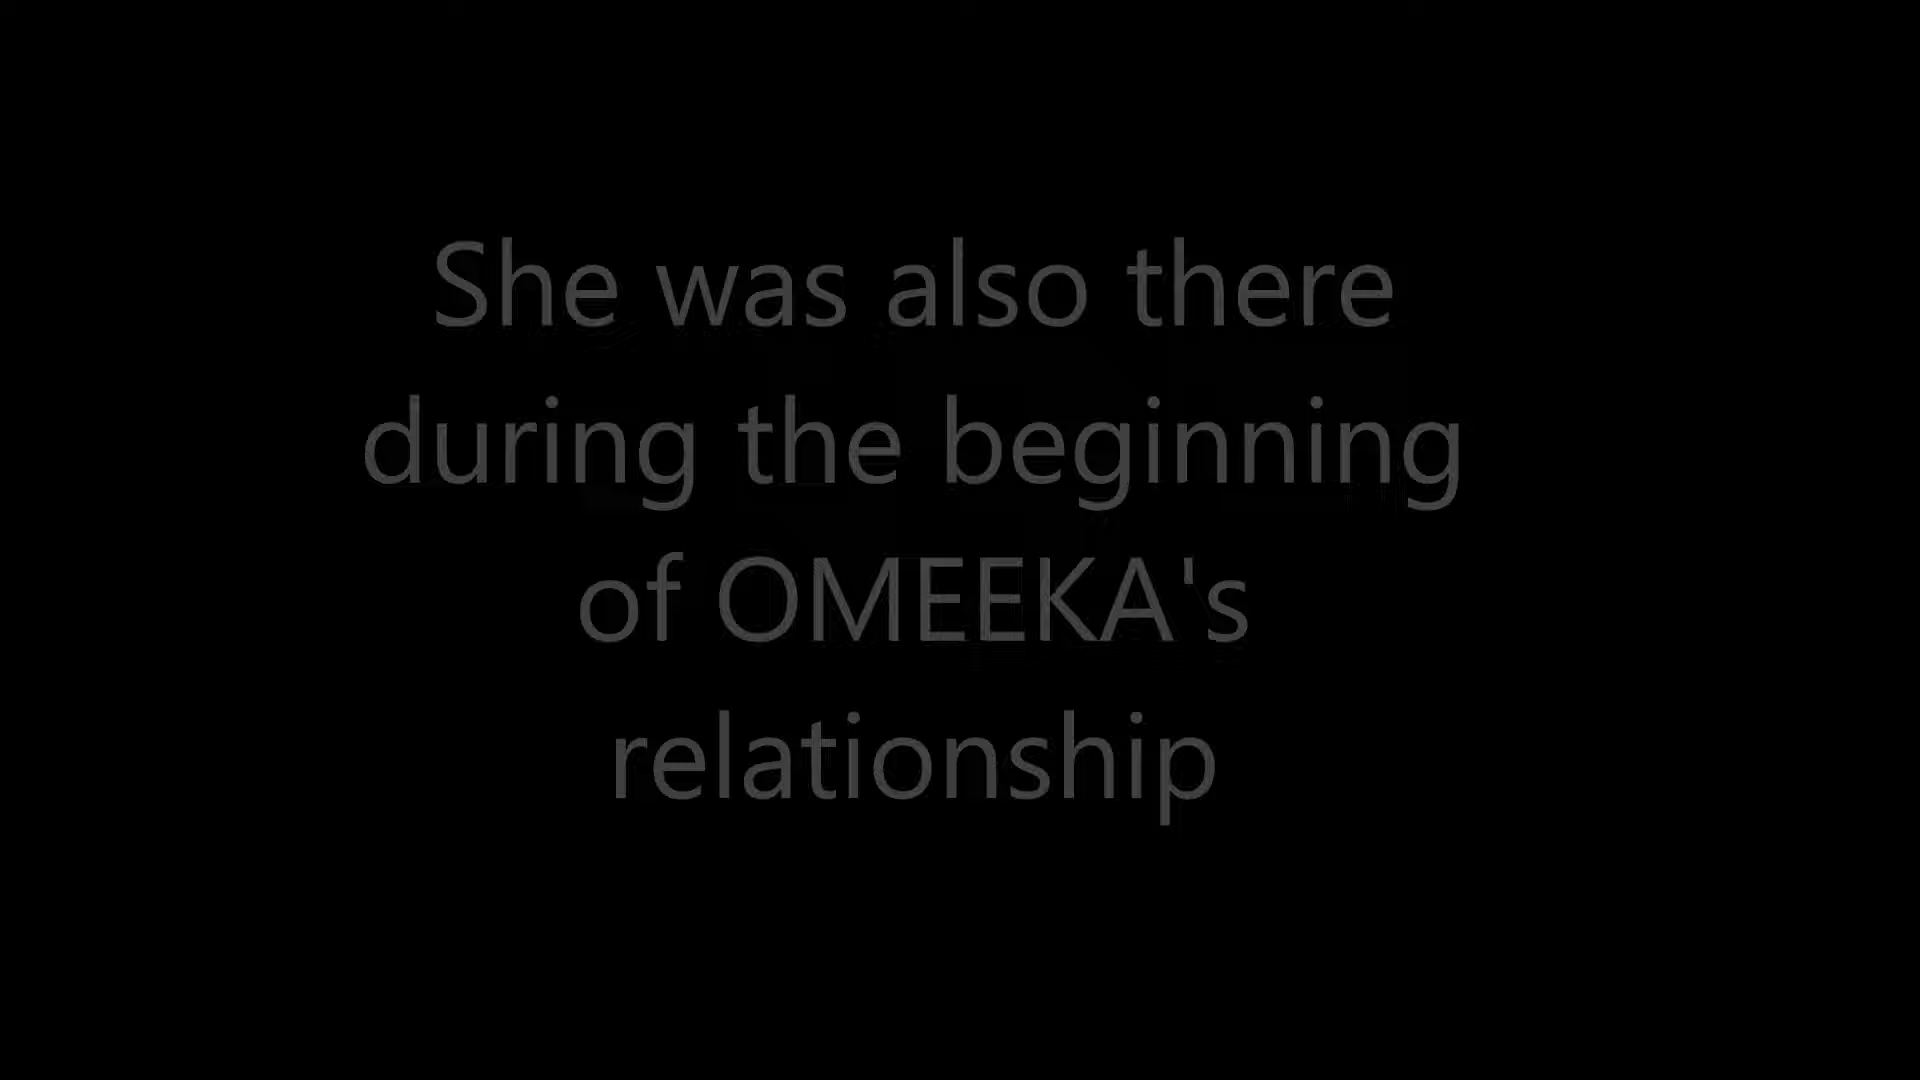 She was also there
during the beginning
of OMEEKA's
relationship